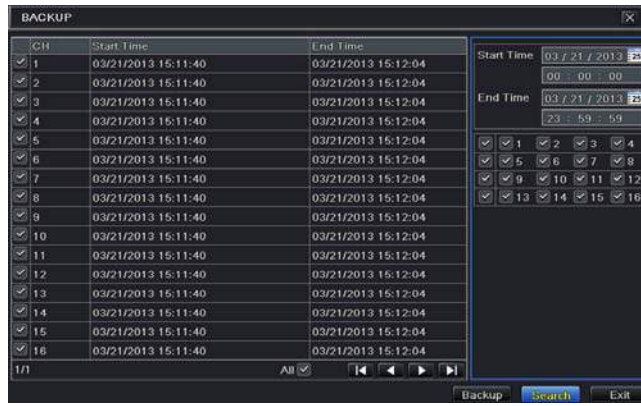 BACKUP
CH Start Time End Time
1 03/21/2013 15:11:40 03/21/2013 15:12:04
2 03/21/2013 15:11:40 03/21/2013 15:12:04
3 03/21/2013 15:11:40 03/21/2013 15:12:04
4 03/21/2013 15:11:40 03/21/2013 15:12:04
5 03/21/2013 15:11:40 03/21/2013 15:12:04
6 03/21/2013 15:11:40 03/21/2013 15:12:04
7 03/21/2013 15:11:40 03/21/2013 15:12:04
8 03/21/2013 15:11:40 03/21/2013 15:12:04
9 03/21/2013 15:11:40 03/21/2013 15:12:04
10 03/21/2013 15:11:40 03/21/2013 15:12:04
11 03/21/2013 15:11:40 03/21/2013 15:12:04
12 03/21/2013 15:11:40 03/21/2013 15:12:04
13 03/21/2013 15:11:40 03/21/2013 15:12:04
14 03/21/2013 15:11:40 03/21/2013 15:12:04
15 03/21/2013 15:11:40 03/21/2013 15:12:04
16 03/21/2013 15:11:40 03/21/2013 15:12:04
1/1 All
Start Time 03 / 21 / 2013
00 : 00 : 00
End Time 03 / 21 / 2013
23 : 59 : 59
1 2 3 4
5 6 7 8
9 10 11 12
13 14 15 16
Backup Search Exit